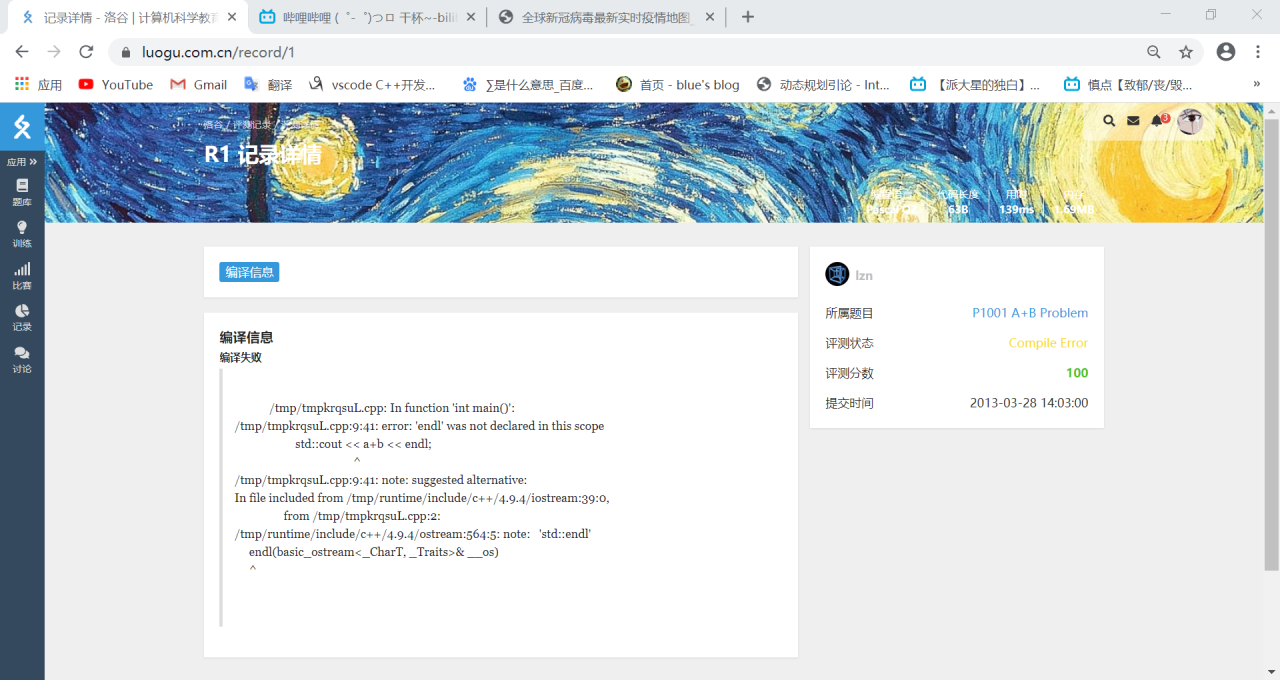 记录详情 - 洛谷 | 计算机科学教育
哔哩哔哩 (゜-゜)つロ 干杯~-bili
全球新冠病毒最新实时疫情地图_
luogu.com.cn/record/1
应用
YouTube
Gmail
翻译
vscode C++开发...
∑是什么意思_百度...
首页 - blue's blog
动态规划引论 - Int...
【派大星的独白】...
慎点【致郁/丧/毁...
»
应用 »
题库
训练
比赛
记录
讨论
洛谷 / 评测记录 / 记录详情
R1 记录详情
3
代码长度
63B
用时
139ms
内存
1.69MB
编译信息
编译信息
编译失败
/tmp/tmpkrqsuL.cpp: In function 'int main()':
/tmp/tmpkrqsuL.cpp:9:41: error: 'endl' was not declared in this scope
std::cout << a+b << endl;
^
/tmp/tmpkrqsuL.cpp:9:41: note: suggested alternative:
In file included from /tmp/runtime/include/c++/4.9.4/iostream:39:0,
from /tmp/tmpkrqsuL.cpp:2:
/tmp/runtime/include/c++/4.9.4/ostream:564:5: note:   'std::endl'
endl(basic_ostream<_CharT, _Traits>& __os)
^
lzn
所属题目 P1001 A+B Problem
评测状态 Compile Error
评测分数 100
提交时间 2013-03-28 14:03:00